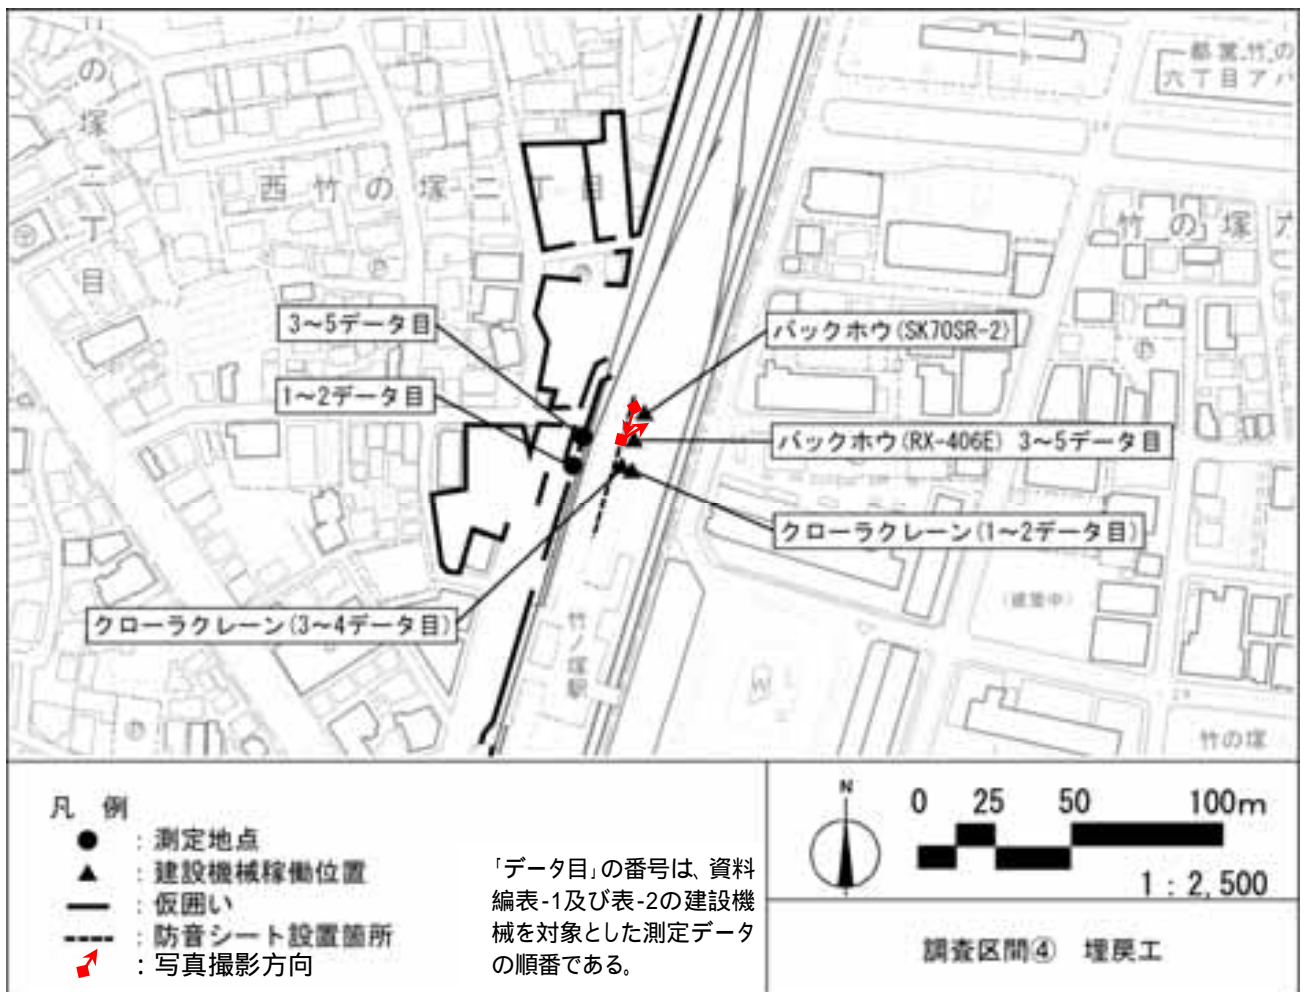 の塚二丁目
西竹の塚二丁目
都営竹の
六丁目アパ
竹の塚 六
3～5データ目
1～2データ目
バックホウ(SK70SR-2)
バックホウ(RX-406E) 3～5データ目
クローラクレーン(1～2データ目)
クローラクレーン(3～4データ目)
竹ノ塚駅
(建築中)
竹の塚
凡 例
: 測定地点
: 建設機械稼働位置
: 仮囲い
: 防音シート設置箇所
: 写真撮影方向
「データ目」の番号は、資料
編表-1及び表-2の建設機
械を対象とした測定データ
の順番である。
N
0 25 50 100m
1 : 2,500
調査区間④ 埋戻工